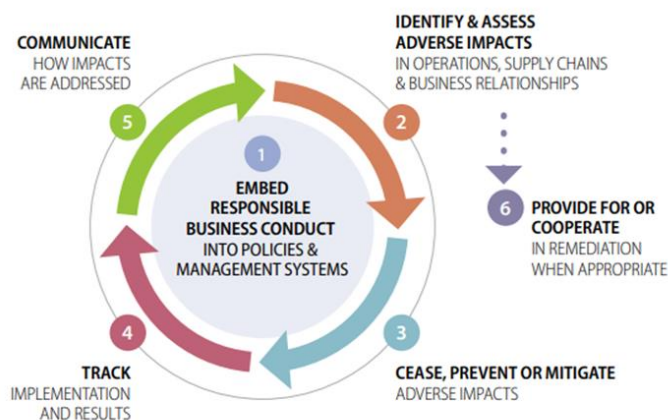 COMMUNICATE
HOW IMPACTS
ARE ADDRESSED
5
IDENTIFY & ASSESS
ADVERSE IMPACTS
IN OPERATIONS, SUPPLY CHAINS
& BUSINESS RELATIONSHIPS
2
1
EMBED
RESPONSIBLE
BUSINESS CONDUCT
INTO POLICIES &
MANAGEMENT SYSTEMS
6
PROVIDE FOR OR
COOPERATE
IN REMEDIATION
WHEN APPROPRIATE
4
TRACK
IMPLEMENTATION
AND RESULTS
3
CEASE, PREVENT OR MITIGATE
ADVERSE IMPACTS